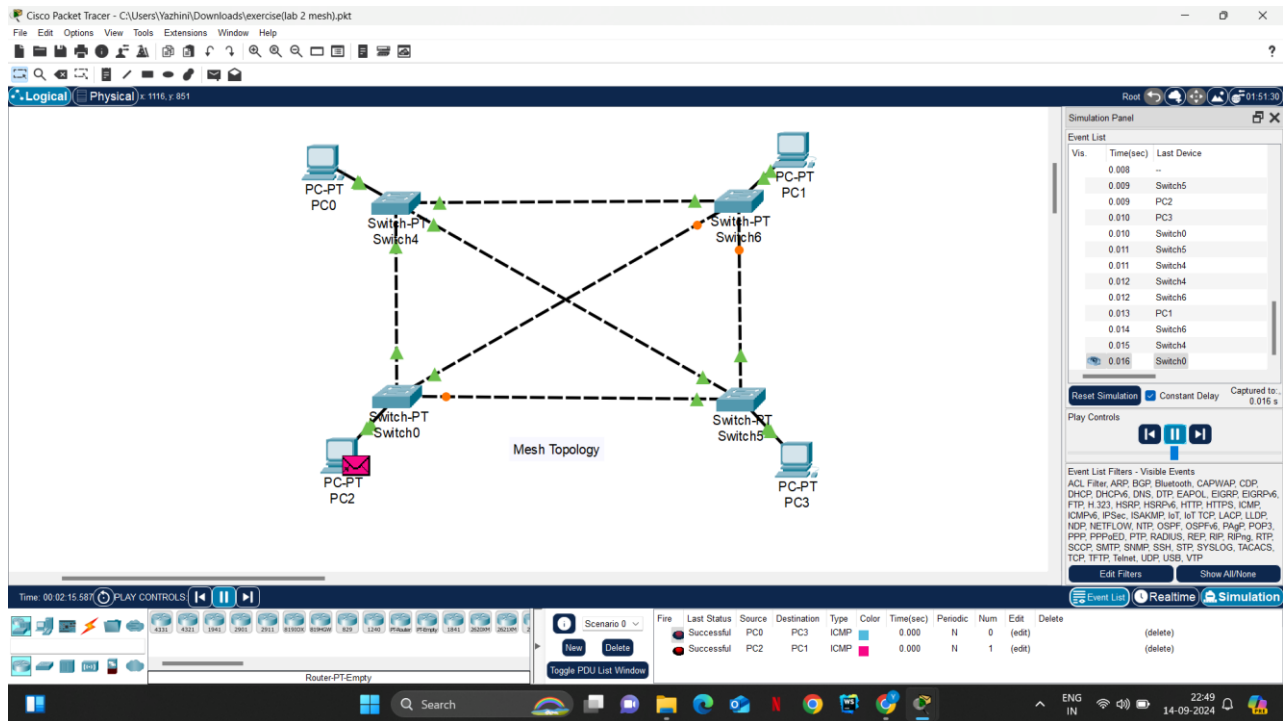 Cisco Packet Tracer - C:\Users\Yazhini\Downloads\exercise(lab 2 mesh).pkt
File Edit Options View Tools Extensions Window Help
?
Logical Physical x: 1116, y: 851
Root 01:51:30
Simulation Panel
Event List
Vis. Time(sec) Last Device
0.008 --
0.009 Switch5
0.009 PC2
0.010 PC3
0.010 Switch0
0.011 Switch5
0.011 Switch4
0.012 Switch4
0.012 Switch6
0.013 PC1
0.014 Switch6
0.015 Switch4
0.016 Switch0
Reset Simulation Constant Delay Captured to:
0.016 s
Play Controls
Event List Filters - Visible Events
ACL Filter, ARP, BGP, Bluetooth, CAPWAP, CDP,
DHCP, DHCPv6, DNS, DTP, EAPOL, EIGRP, EIGRPv6,
FTP, H.323, HSRP, HSRPv6, HTTP, HTTPS, ICMP,
ICMPv6, IPSec, ISAKMP, IoT, IoT TCP, LACP, LLDP,
NDP, NETFLOW, NTP, OSPF, OSPFv6, PAgP, POP3,
PPP, PPPoED, PTP, RADIUS, REP, RIP, RIPng, RTP,
SCCP, SMTP, SNMP, SSH, STP, SYSLOG, TACACS,
TCP, TFTP, Telnet, UDP, USB, VTP
Edit Filters Show All/None
Event List Realtime Simulation
PC-PT
PC0
PC-PT
PC1
Switch-PT
Switch4
Switch-PT
Switch6
Switch-PT
Switch0
Switch-PT
Switch5
Mesh Topology
PC-PT
PC2
PC-PT
PC3
Time: 00:02:15.587 PLAY CONTROLS
4331 4321 1941 2901 2911 819IOX 819HGW 829 1240 PT-Router PT-Empty 1841 2620XM 2621XM
Router-PT-Empty
Scenario 0
New Delete
Toggle PDU List Window
Fire Last Status Source Destination Type Color Time(sec) Periodic Num Edit Delete
Successful PC0 PC3 ICMP 0.000 N 0 (edit) (delete)
Successful PC2 PC1 ICMP 0.000 N 1 (edit) (delete)
Search
ENG
IN
22:49
14-09-2024